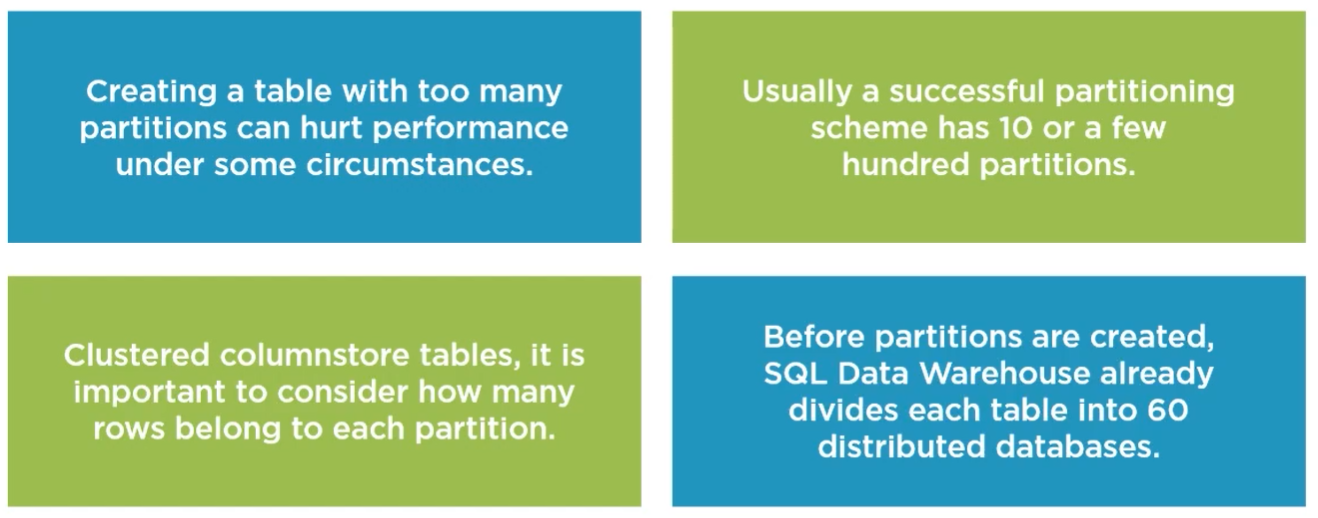 Creating a table with too many
partitions can hurt performance
under some circumstances.
Usually a successful partitioning
scheme has 10 or a few
hundred partitions.
Clustered columnstore tables, it is
important to consider how many
rows belong to each partition.
Before partitions are created,
SQL Data Warehouse already
divides each table into 60
distributed databases.